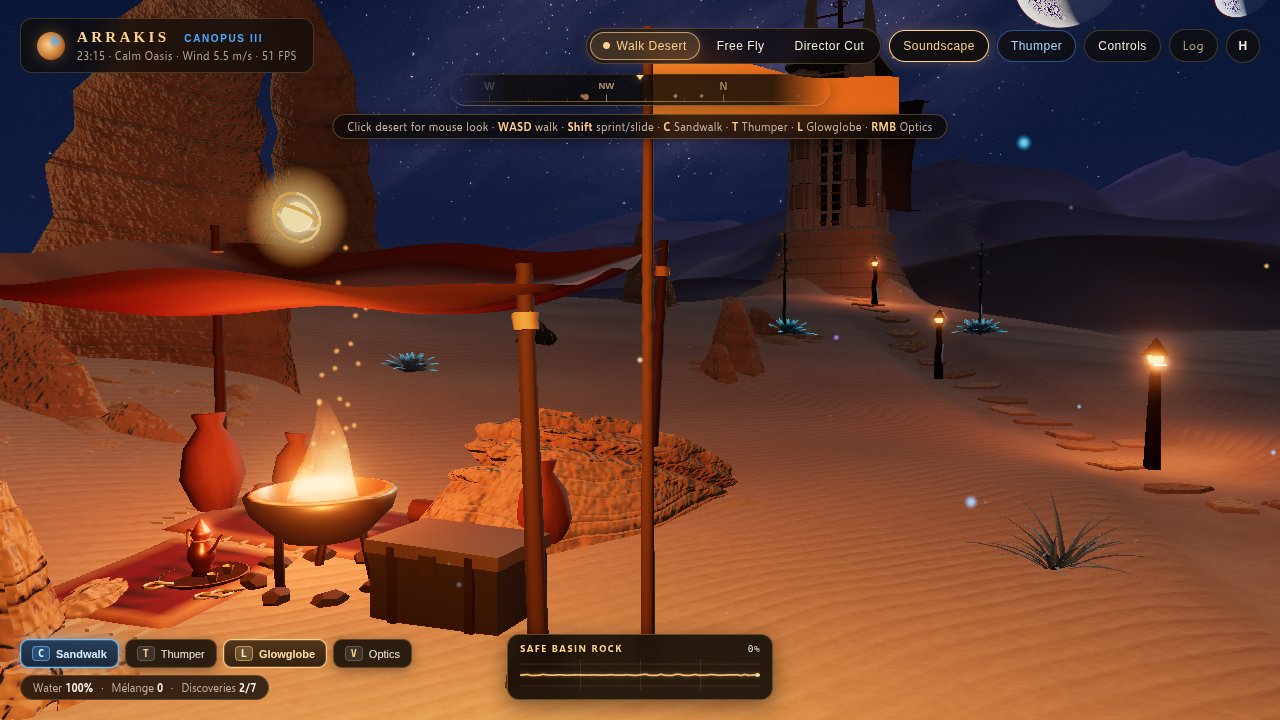 ARRAKIS CANOPUS III
23:15 · Calm Oasis · Wind 5.5 m/s · 51 FPS
Walk Desert Free Fly Director Cut Soundscape Thumper Controls Log H
W NW N
Click desert for mouse look · WASD walk · Shift sprint/slide · C Sandwalk · T Thumper · L Glowglobe · RMB Optics
SAFE BASIN ROCK 0%
C Sandwalk T Thumper L Glowglobe V Optics
Water 100% · Mélange 0 · Discoveries 2/7